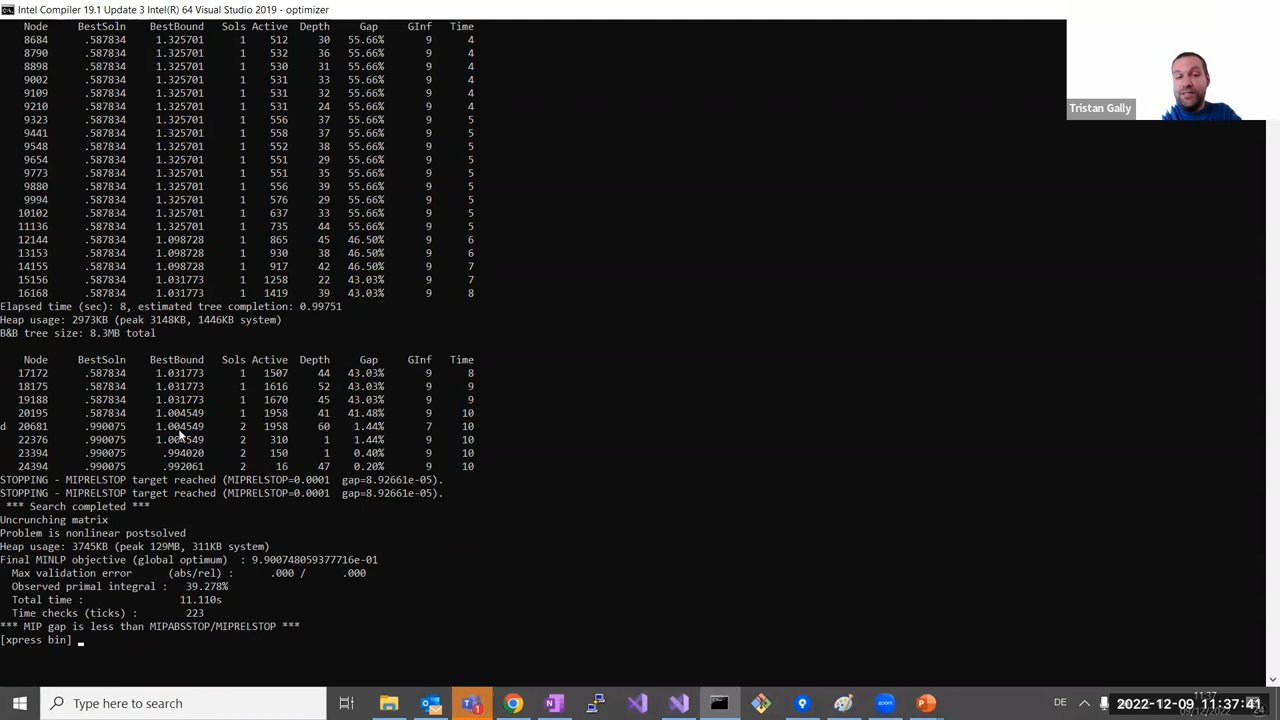 Intel Compiler 19.1 Update 3 Intel(R) 64 Visual Studio 2019 - optimizer
Node BestSoln BestBound Sols Active Depth Gap GInf Time
8684 .587834 1.325701 1 512 30 55.66% 9 4
8790 .587834 1.325701 1 532 36 55.66% 9 4
8898 .587834 1.325701 1 530 31 55.66% 9 4
9002 .587834 1.325701 1 531 33 55.66% 9 4
9109 .587834 1.325701 1 531 32 55.66% 9 4
9210 .587834 1.325701 1 531 24 55.66% 9 4
9323 .587834 1.325701 1 556 37 55.66% 9 5
9441 .587834 1.325701 1 558 37 55.66% 9 5
9548 .587834 1.325701 1 552 38 55.66% 9 5
9654 .587834 1.325701 1 551 29 55.66% 9 5
9773 .587834 1.325701 1 551 35 55.66% 9 5
9880 .587834 1.325701 1 556 39 55.66% 9 5
9994 .587834 1.325701 1 576 29 55.66% 9 5
10102 .587834 1.325701 1 637 33 55.66% 9 5
11136 .587834 1.325701 1 735 44 55.66% 9 5
12144 .587834 1.098728 1 865 45 46.50% 9 6
13153 .587834 1.098728 1 930 38 46.50% 9 6
14155 .587834 1.098728 1 917 42 46.50% 9 7
15156 .587834 1.031773 1 1258 22 43.03% 9 7
16168 .587834 1.031773 1 1419 39 43.03% 9 8
Elapsed time (sec): 8, estimated tree completion: 0.99751
Heap usage: 2973KB (peak 3148KB, 1446KB system)
B&B tree size: 8.3MB total
Node BestSoln BestBound Sols Active Depth Gap GInf Time
17172 .587834 1.031773 1 1507 44 43.03% 9 8
18175 .587834 1.031773 1 1616 52 43.03% 9 9
19188 .587834 1.031773 1 1670 45 43.03% 9 9
20195 .587834 1.004549 1 1958 41 41.48% 9 10
d 20681 .990075 1.004549 2 1958 60 1.44% 7 10
22376 .990075 1.004549 2 310 1 1.44% 9 10
23394 .990075 .994020 2 150 1 0.40% 9 10
24394 .990075 .992061 2 16 47 0.20% 9 10
STOPPING - MIPRELSTOP target reached (MIPRELSTOP=0.0001 gap=8.92661e-05).
STOPPING - MIPRELSTOP target reached (MIPRELSTOP=0.0001 gap=8.92661e-05).
*** Search completed ***
Uncrunching matrix
Problem is nonlinear postsolved
Heap usage: 3745KB (peak 129MB, 311KB system)
Final MINLP objective (global optimum) : 9.900748059377716e-01
Max validation error (abs/rel) : .000 / .000
Observed primal integral : 39.278%
Total time : 11.110s
Time checks (ticks) : 223
*** MIP gap is less than MIPABSSTOP/MIPRELSTOP ***
[xpress bin]
Tristan Gally
Type here to search
zoom
DE
11:37
2022-12-09 11:37:41